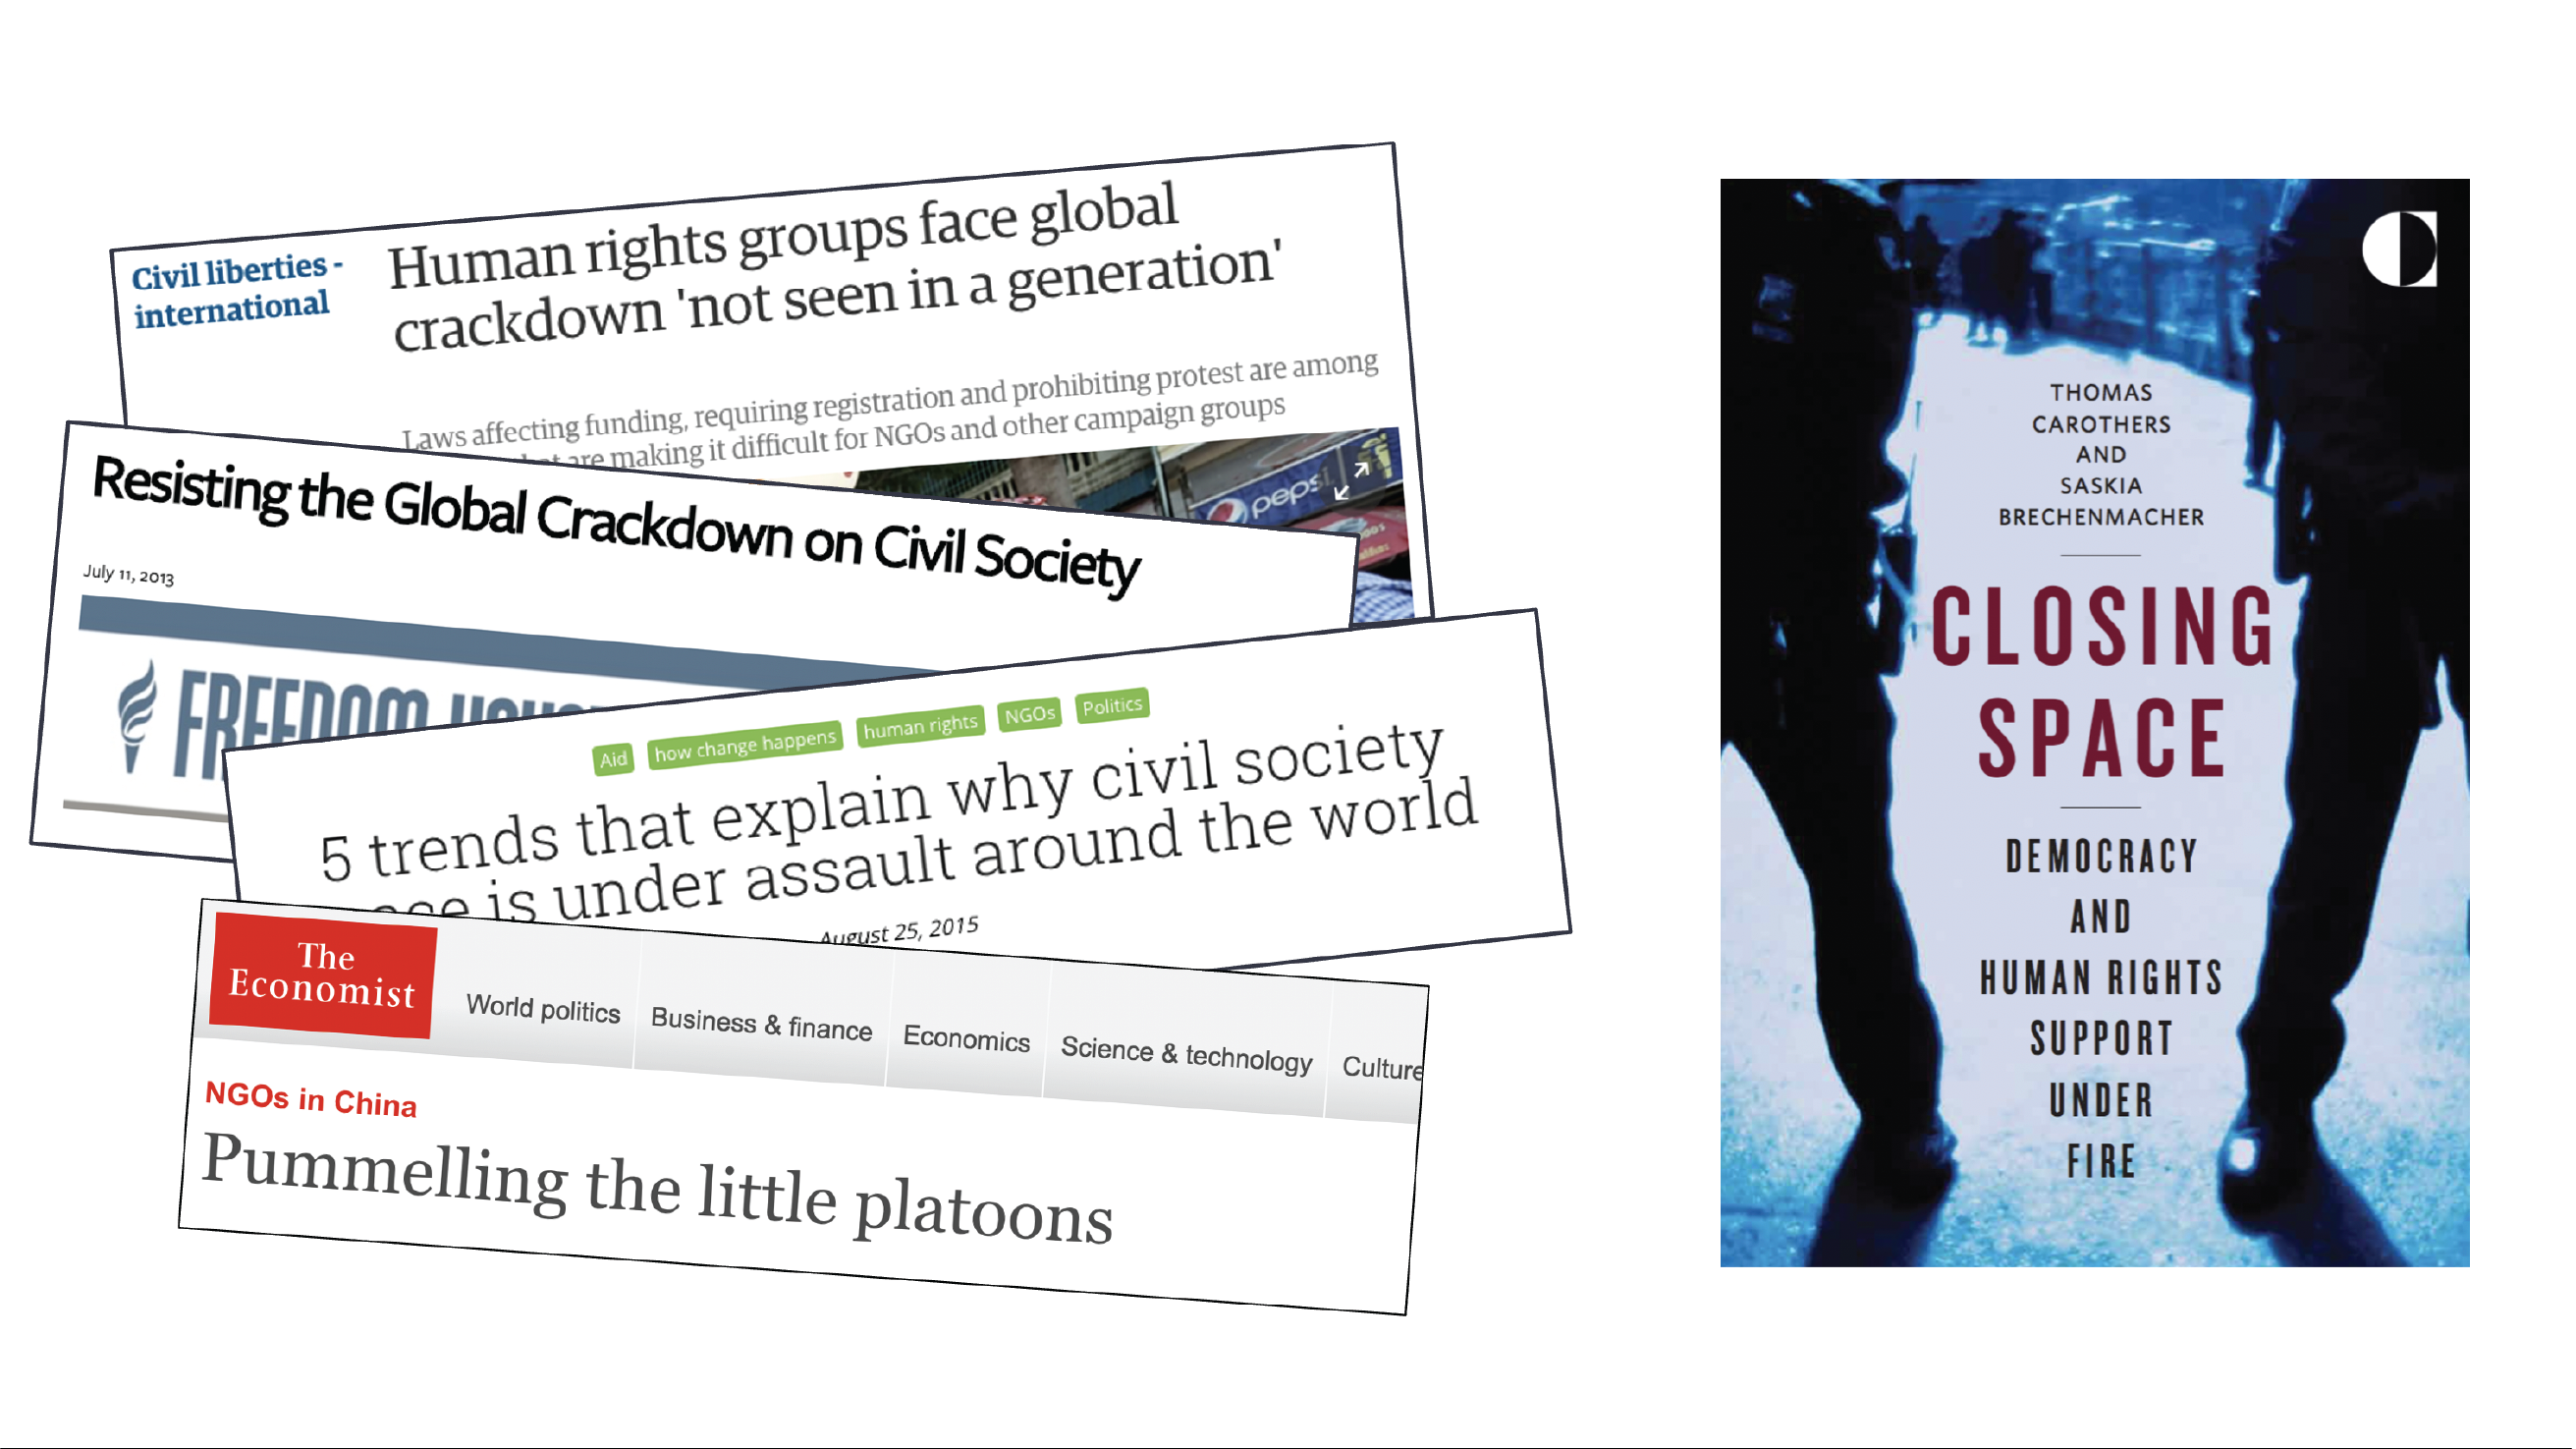 Civil liberties -
international
Human rights groups face global
crackdown 'not seen in a generation'
Laws affecting funding, requiring registration and prohibiting protest are among
are making it difficult for NGOs and other campaign groups
pepsi
Resisting the Global Crackdown on Civil Society
July 11, 2013
FREEDOM HOUSE
Aid how change happens human rights NGOs Politics
5 trends that explain why civil society
is under assault around the world
August 25, 2015
The
Economist
World politics Business & finance Economics Science & technology Culture
NGOs in China
Pummelling the little platoons
THOMAS
CAROTHERS
AND
SASKIA
BRECHENMACHER
CLOSING
SPACE
DEMOCRACY
AND
HUMAN RIGHTS
SUPPORT
UNDER
FIRE